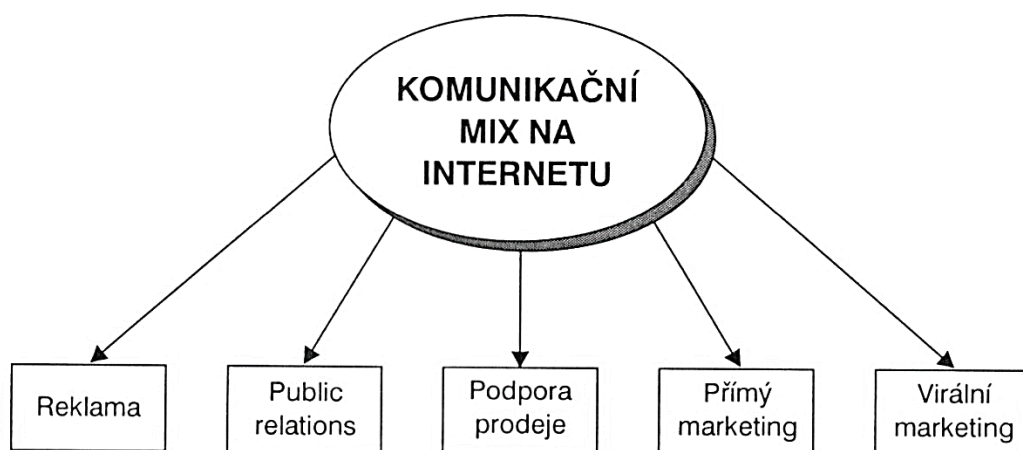 KOMUNIKAČNÍ
MIX NA
INTERNETU
Reklama
Public
relations
Podpora
prodeje
Přímý
marketing
Virální
marketing